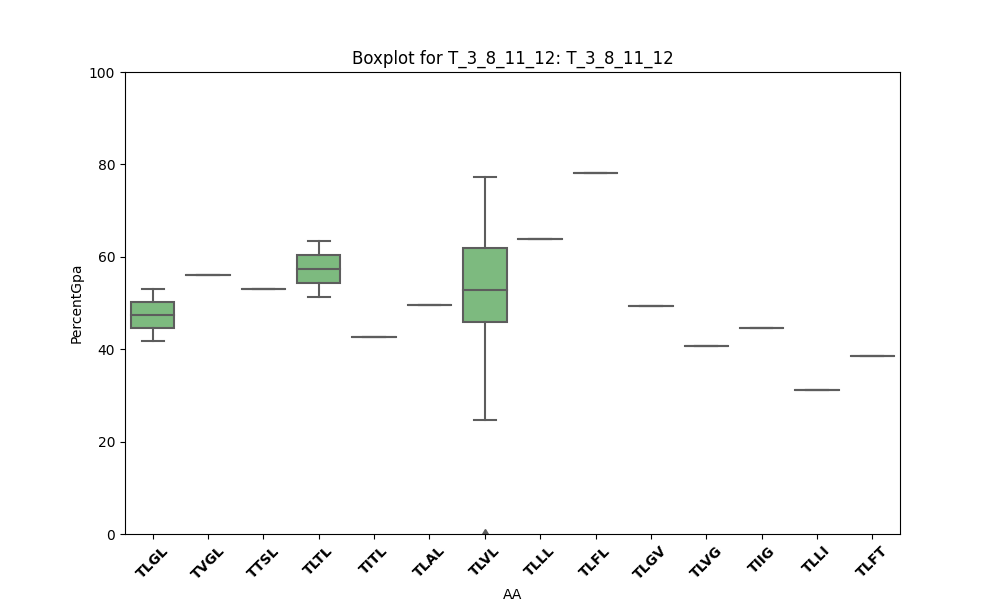 Boxplot for T_3_8_11_12: T_3_8_11_12
100
80
60
40
20
0
PercentGpa
TLGL TVGL TTSL TLTL TITL TLAL TLVL TLLL TLFL TLGV TLVG TIIG TLLI TLFT
AA